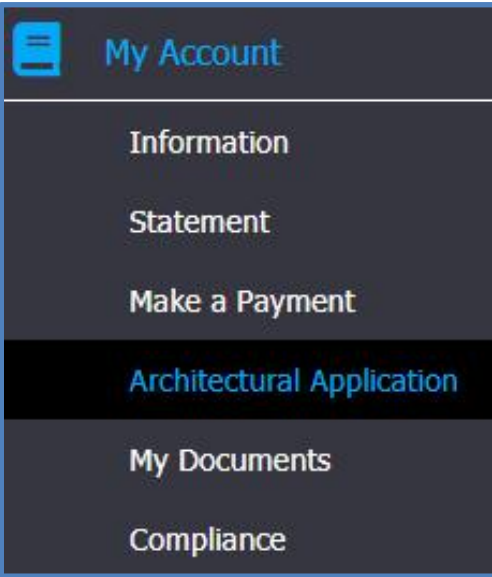 My Account
Information
Statement
Make a Payment
Architectural Application
My Documents
Compliance